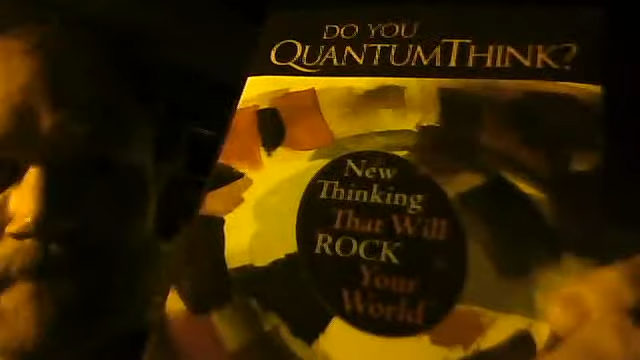 DO YOU
QUANTUMTHINK?
New
Thinking
That Will
ROCK
Your
World